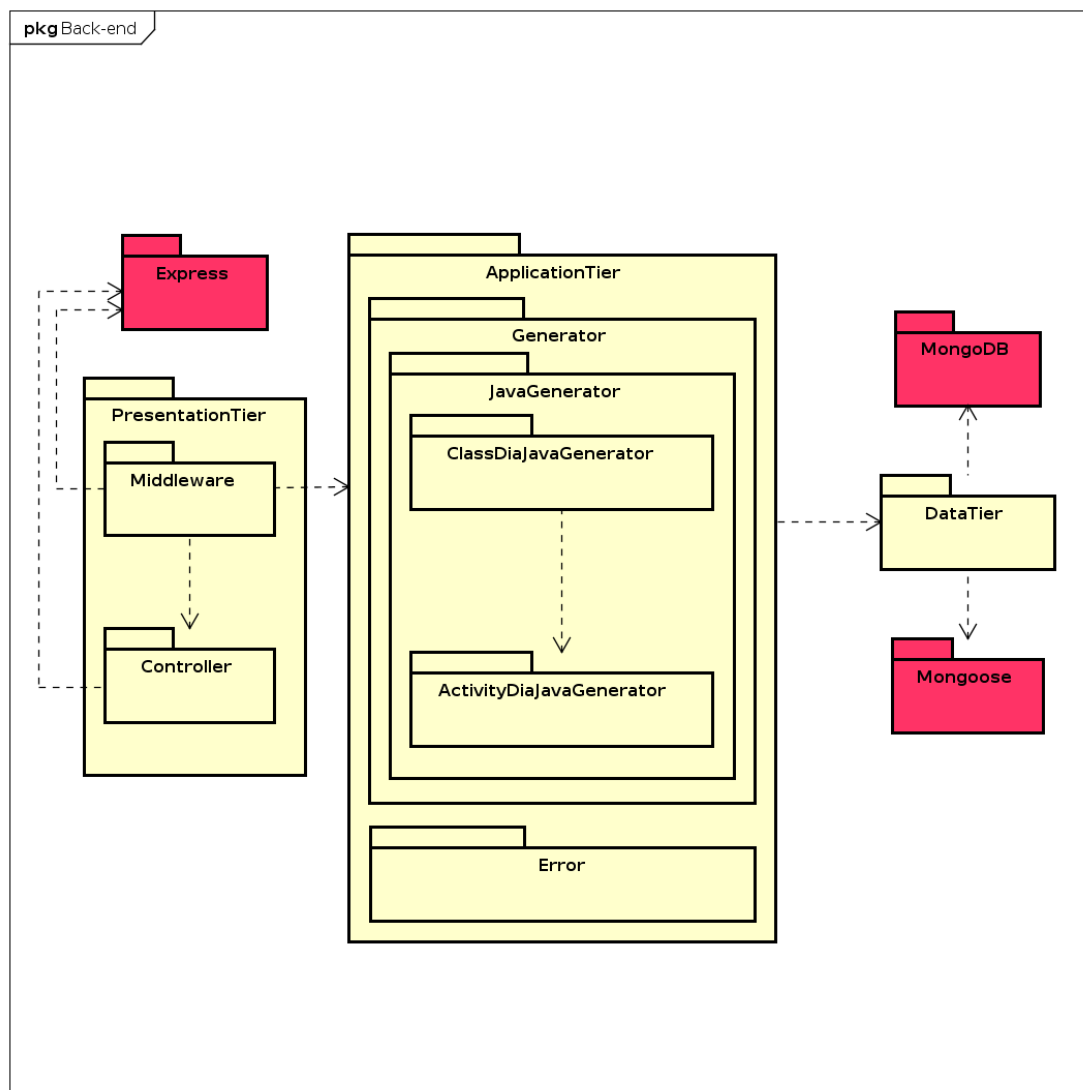 pkg Back-end
Express
ApplicationTier
Generator
MongoDB
JavaGenerator
PresentationTier
ClassDiaJavaGenerator
Middleware
DataTier
Controller
Mongoose
ActivityDiaJavaGenerator
Error